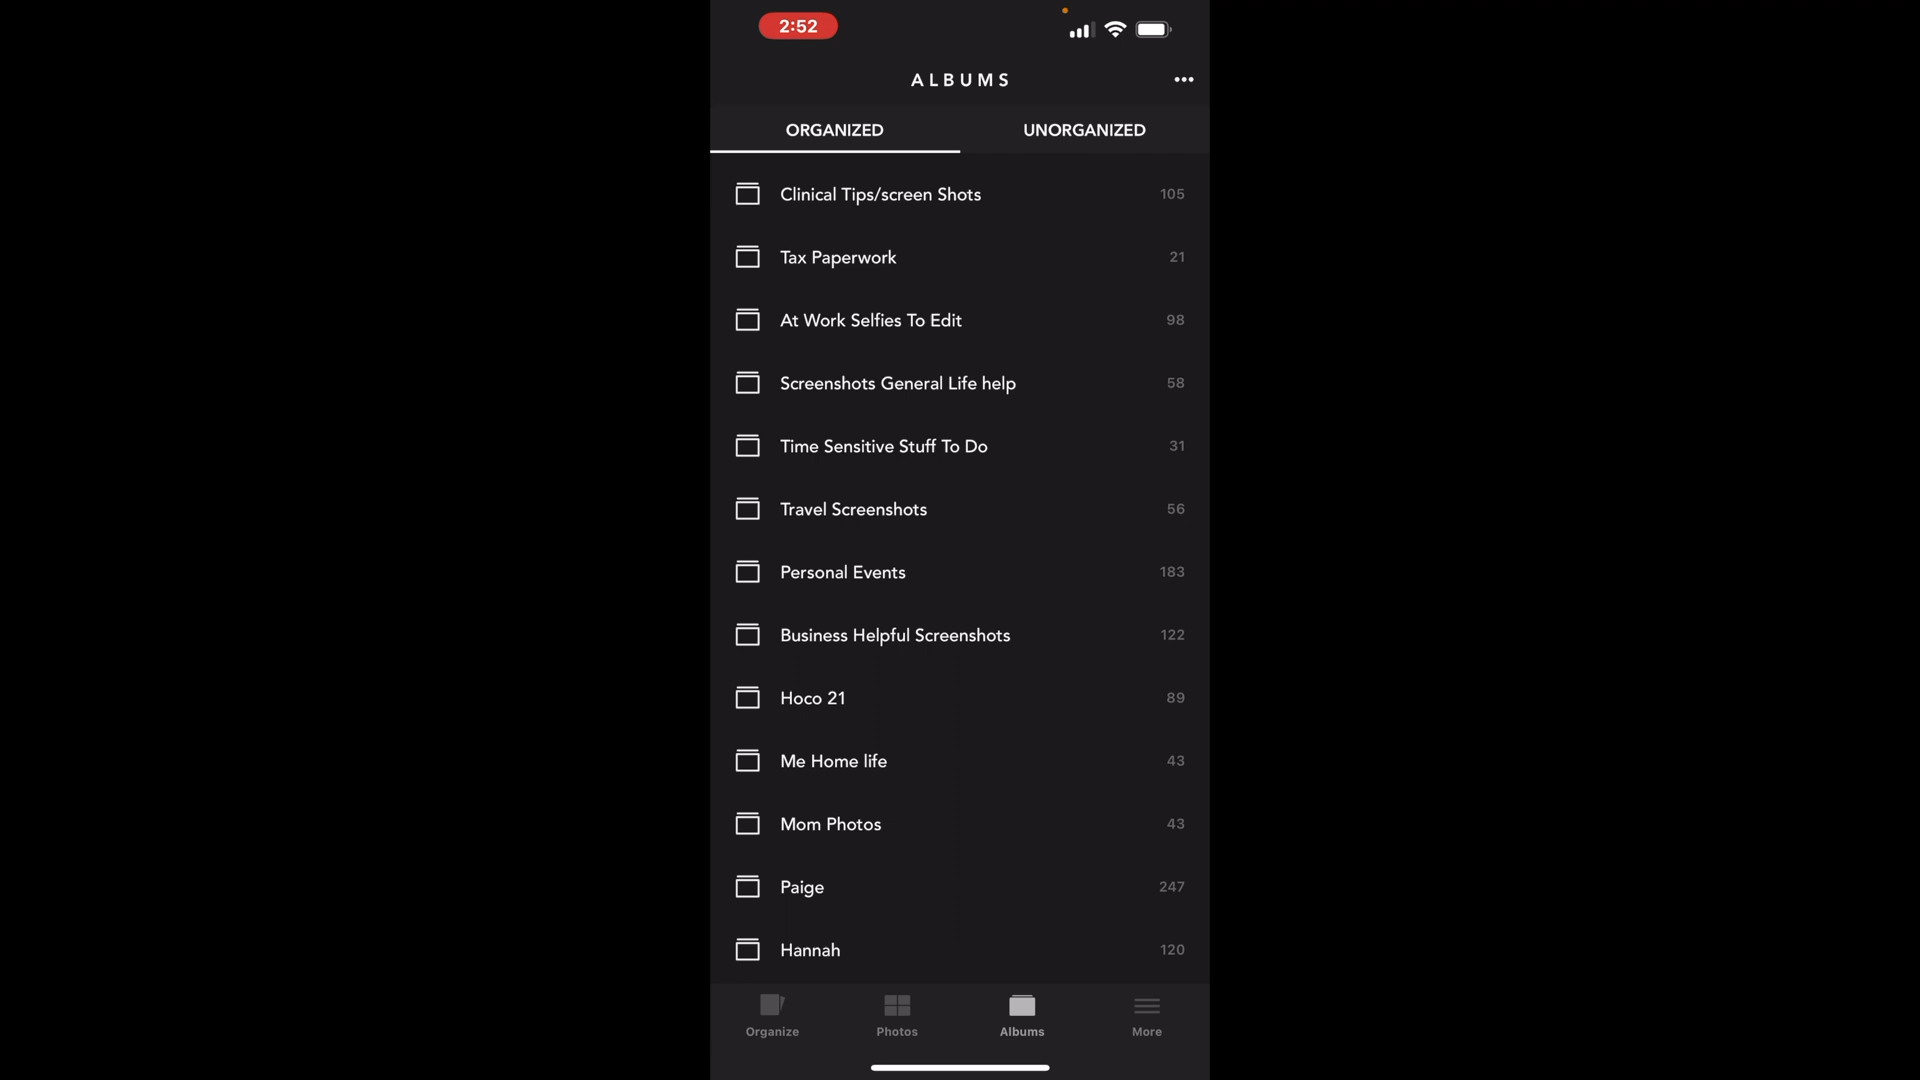 2:52
ALBUMS
ORGANIZED
UNORGANIZED
Clinical Tips/screen Shots 105
Tax Paperwork 21
At Work Selfies To Edit 98
Screenshots General Life help 58
Time Sensitive Stuff To Do 31
Travel Screenshots 56
Personal Events 183
Business Helpful Screenshots 122
Hoco 21 89
Me Home life 43
Mom Photos 43
Paige 247
Hannah 120
Organize
Photos
Albums
More